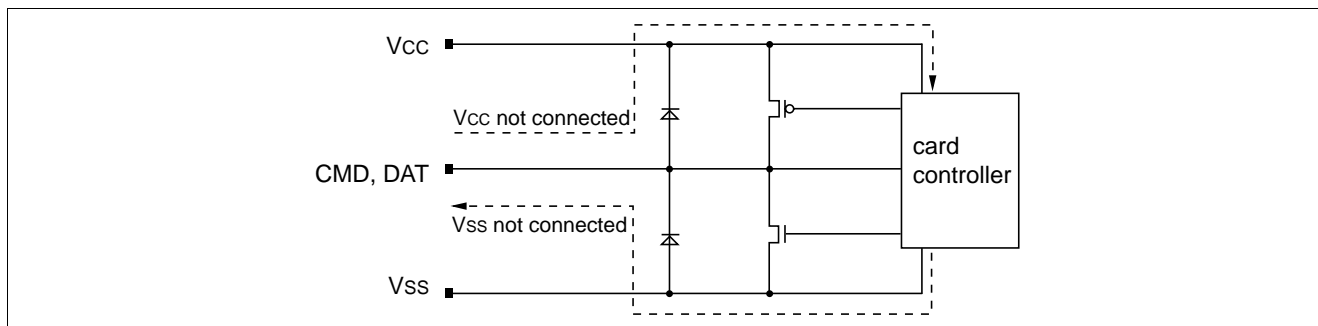 VCC
VCC not connected
CMD, DAT
card
controller
VSS not connected
VSS